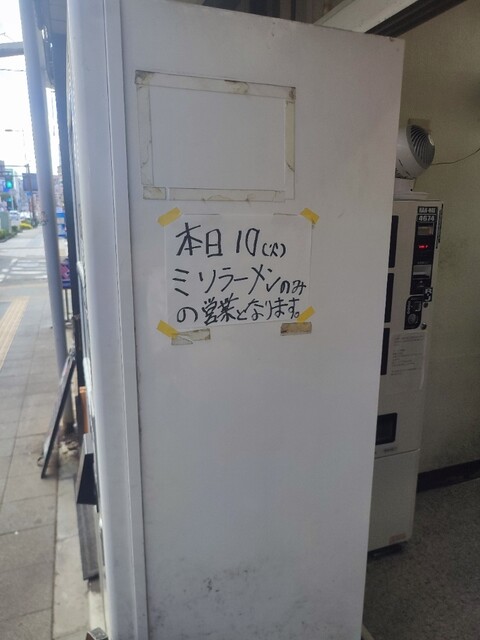 本日10(火)
ミソラーメンのみ
の営業となります。
4674